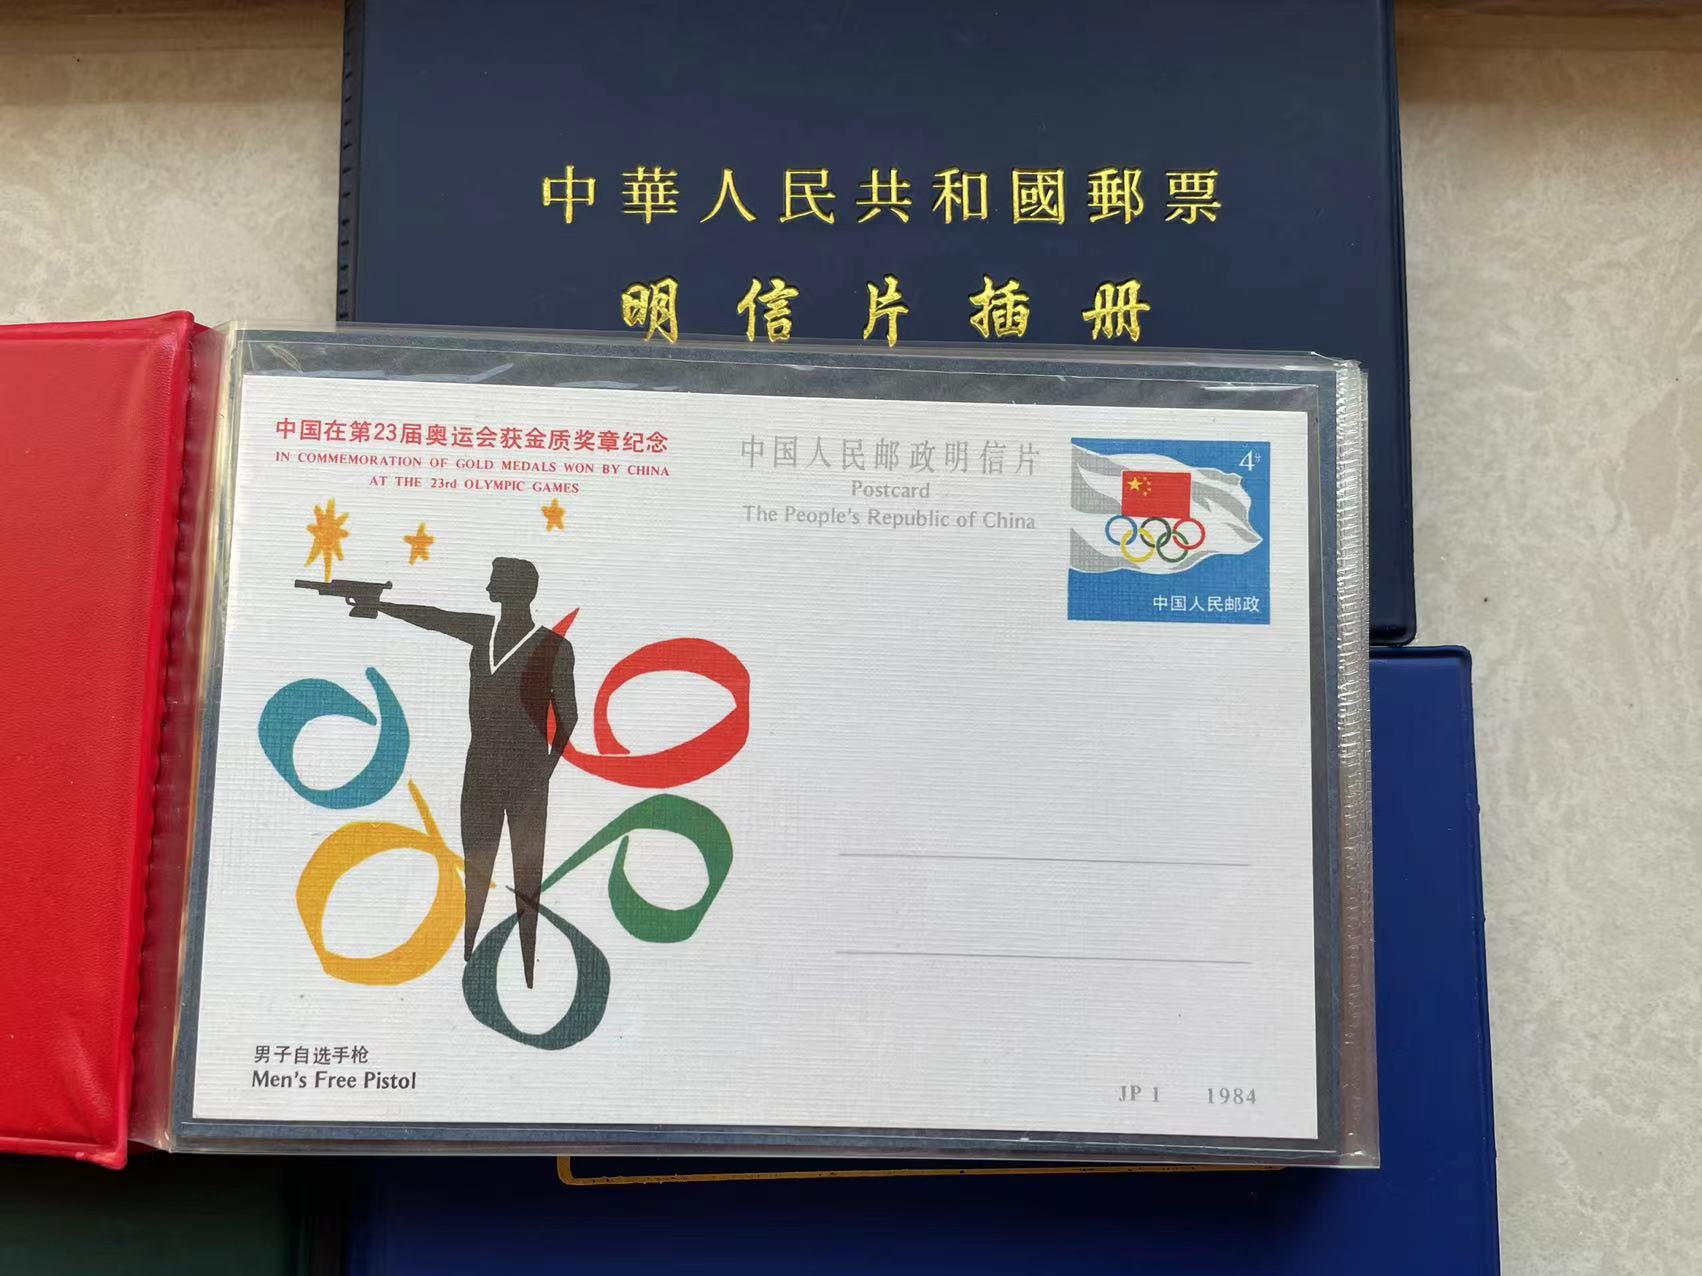 中華人民共和國郵票
明信片插册
中国在第23届奥运会获金质奖章纪念
IN COMMEMORATION OF GOLD MEDALS WON BY CHINA
AT THE 23rd OLYMPIC GAMES
中国人民邮政明信片
Postcard
The People's Republic of China
4分
中国人民邮政
男子自选手枪
Men's Free Pistol
JP 1 1984